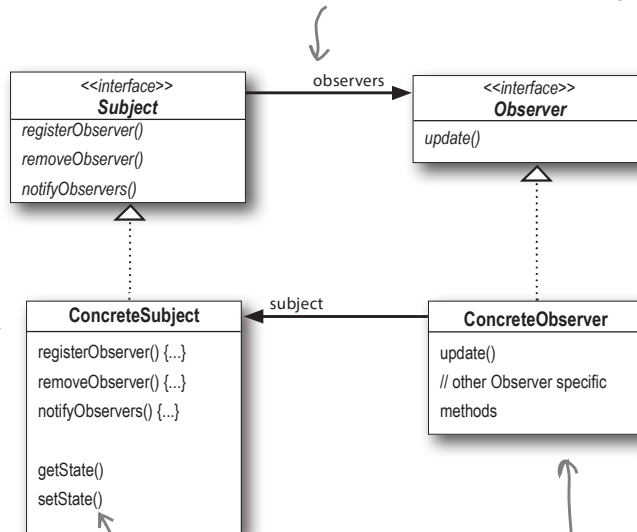 observers
<<interface>>
Subject
registerObserver()
removeObserver()
notifyObservers()
<<interface>>
Observer
update()
subject
ConcreteSubject
registerObserver() {...}
removeObserver() {...}
notifyObservers() {...}
getState()
setState()
ConcreteObserver
update()
// other Observer specific
methods